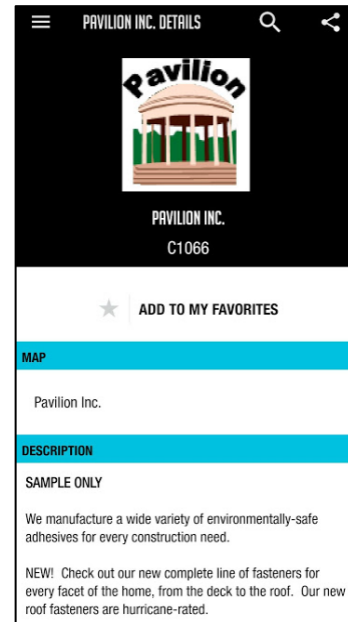 PAVILION INC. DETAILS
Pavilion
PAVILION INC.
C1066
ADD TO MY FAVORITES
MAP
Pavilion Inc.
DESCRIPTION
SAMPLE ONLY
We manufacture a wide variety of environmentally-safe
adhesives for every construction need.
NEW!  Check out our new complete line of fasteners for
every facet of the home, from the deck to the roof.  Our new
roof fasteners are hurricane-rated.